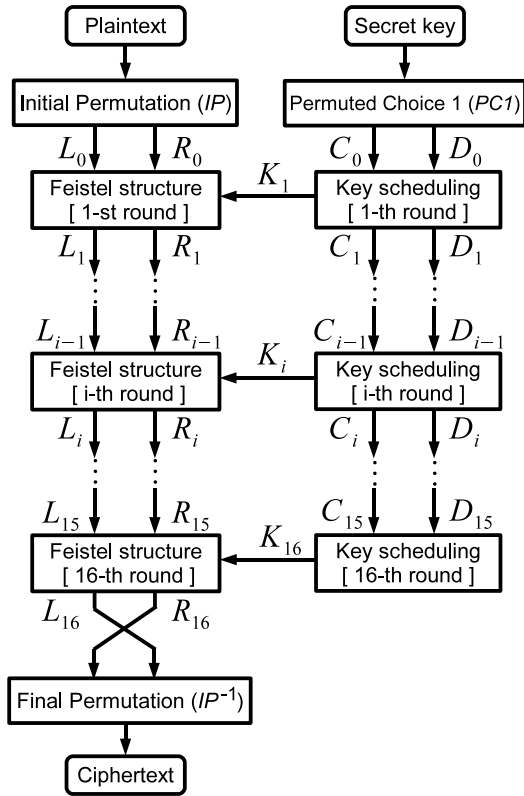 Plaintext
Secret key
Initial Permutation (IP)
Permuted Choice 1 (PC1)
L₀ R₀ C₀ D₀
Feistel structure
[ 1-st round ]
K₁
Key scheduling
[ 1-th round ]
L₁ R₁ C₁ D₁
Lᵢ₋₁ Rᵢ₋₁ Cᵢ₋₁ Dᵢ₋₁
Feistel structure
[ i-th round ]
Kᵢ
Key scheduling
[ i-th round ]
Lᵢ Rᵢ Cᵢ Dᵢ
L₁₅ R₁₅ C₁₅ D₁₅
Feistel structure
[ 16-th round ]
K₁₆
Key scheduling
[ 16-th round ]
L₁₆ R₁₆
Final Permutation (IP⁻¹)
Ciphertext